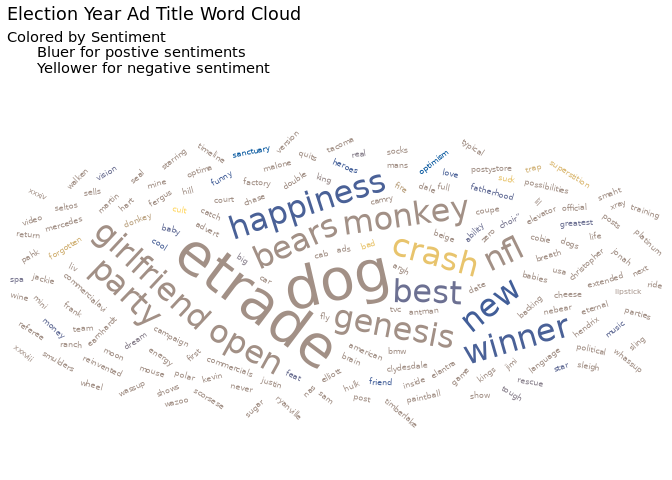 Election Year Ad Title Word Cloud
Colored by Sentiment
Bluer for postive sentiments
Yellower for negative sentiment
version
tacoma
timeline
quits
real
socks
typical
starring
sanctuary
malone
heroes
mans
optimism
walken
vision
seal
optima
funny
factory
double
king
love
postystore
trap
superstition
xxxiv
sells
martin
mine
hill
fire
dale
full
fatherhood
suck
possibilities
smaht
seltos
hart
fergus
court
chase
happiness
camry
coupe
xrey
training
video
mercedes
donkey
cult
catch
monkey
choir'
elevator
official
posts
return
advert
bears
beige
zero
ability
greatest
platinum
pahk
forgotten
girlfriend
cool
baby
big
cab
ads
bad
crash
nfl
cobie
dogs
life
jonah
liv
etrade
car
dog
argh
breath
usa
christopher
next
spa
jackie
party
best
date
babies
extended
ride
wine
mini
open
fly
tvc
antman
new
backing
cheese
lipstick
frank
genesis
winner
nebear
eternal
parties
money
team
campaign
hendrix
music
referee
ranch
dream
first
american
bmw
political
sling
xxxvii
smulders
moon
energy
commercials
brain
clydesdale
elantra
language
whassup
reinvented
mouse
polar
kevin
feat
elliott
friend
inside
game
kings
jimi
star
sleigh
wheel
wassup
shows
never
justin
nas
hulk
rescue
wazoo
scorsese
sam
post
paintball
show
tough
sugar
ryanville
timberlake